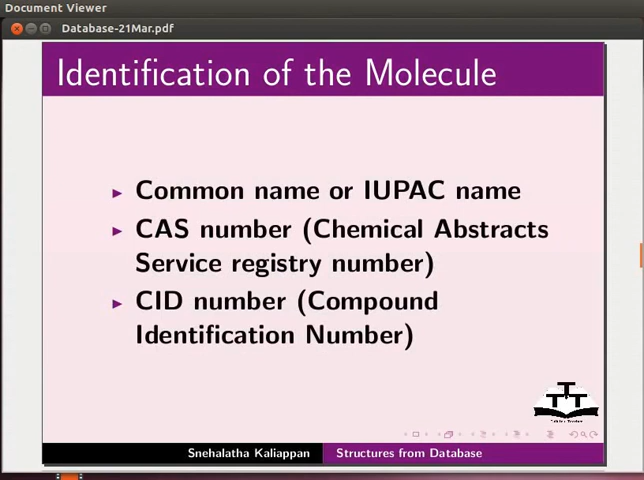 Document Viewer
Database-21Mar.pdf
Identification of the Molecule
Common name or IUPAC name
CAS number (Chemical Abstracts
Service registry number)
CID number (Compound
Identification Number)
Snehalatha Kaliappan
Structures from Database